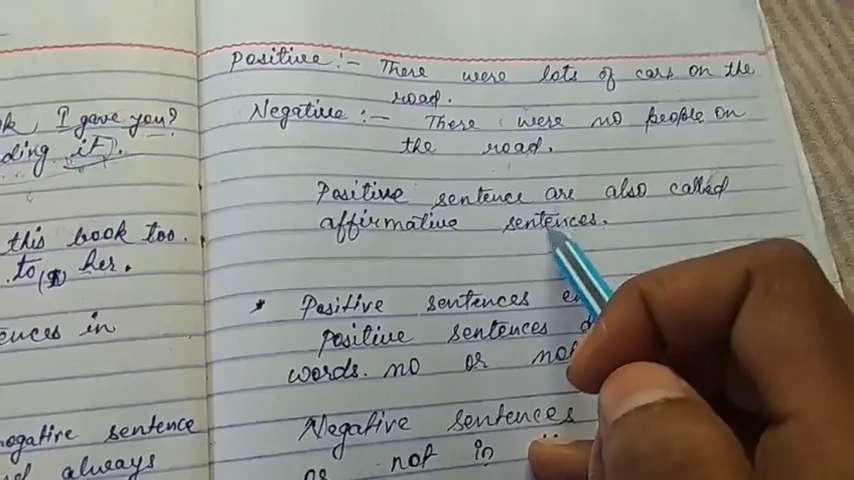 k, I gave you?
ding it.
this book too.
to her.
ences in
negative sentence
always
Positive :- There were lots of cars on the
road.
Negative :- There were no people on
the road.
Positive sentence are also called
affirmative sentences.
* Positive sentences
positive sentences
words. no or not
Negative sentences
or not in